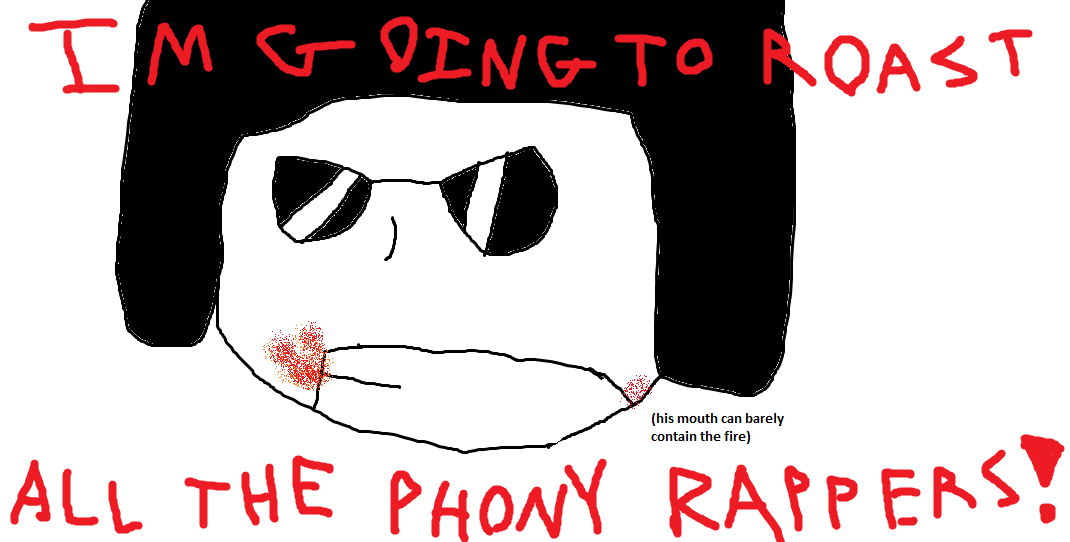 IM GOING TO ROAST
(his mouth can barely
contain the fire)
ALL THE PHONY RAPPERS!